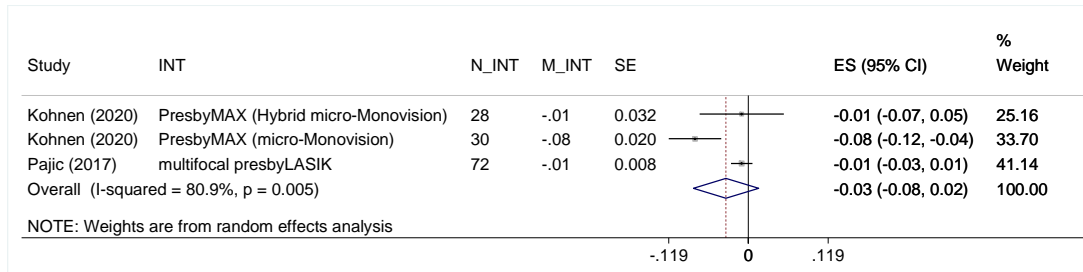 %
Study INT N_INT M_INT SE ES (95% CI) Weight
Kohnen (2020) PresbyMAX (Hybrid micro-Monovision) 28 -.01 0.032 -0.01 (-0.07, 0.05) 25.16
Kohnen (2020) PresbyMAX (micro-Monovision) 30 -.08 0.020 -0.08 (-0.12, -0.04) 33.70
Pajic (2017) multifocal presbyLASIK 72 -.01 0.008 -0.01 (-0.03, 0.01) 41.14
Overall (I-squared = 80.9%, p = 0.005) -0.03 (-0.08, 0.02) 100.00
NOTE: Weights are from random effects analysis
-.119 0 .119